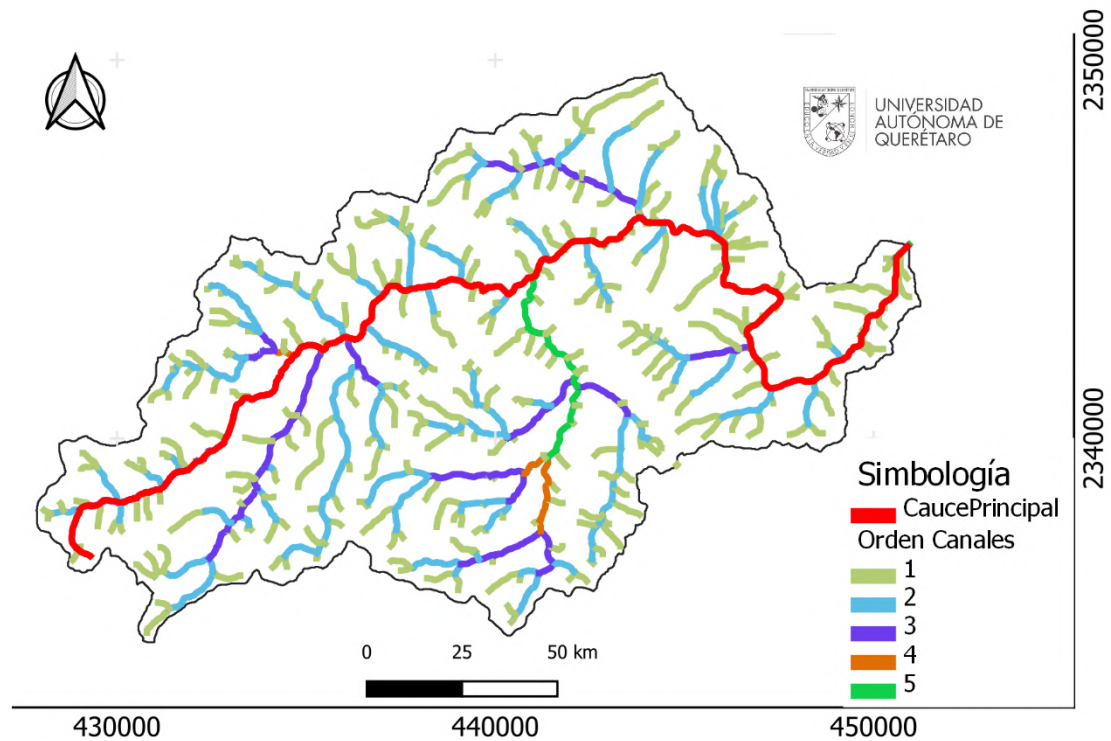 UNIVERSIDAD
AUTÓNOMA DE
QUERÉTARO
2350000
2340000
Simbología
CaucePrincipal
Orden Canales
1
2
3
4
5
0 25 50 km
430000 440000 450000